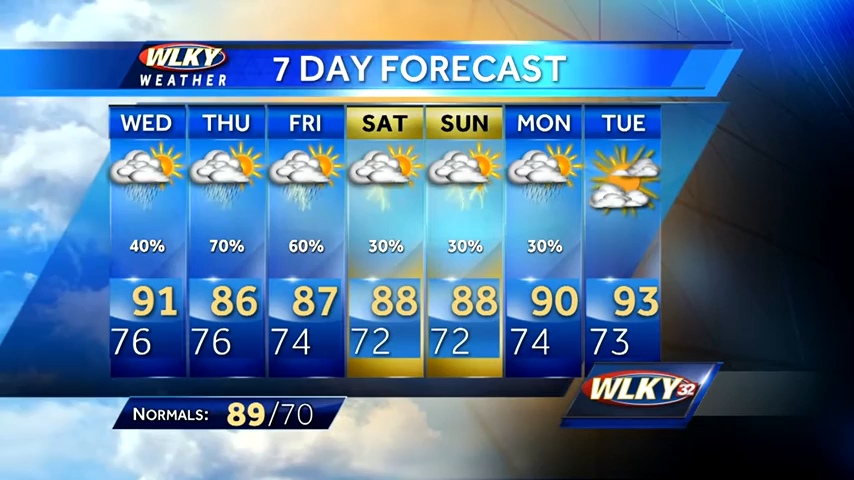 WLKY
WEATHER
7 DAY FORECAST
WED THU FRI SAT SUN MON TUE
40% 70% 60% 30% 30% 30%
91 86 87 88 88 90 93
76 76 74 72 72 74 73
WLKY 32
NORMALS: 89/70